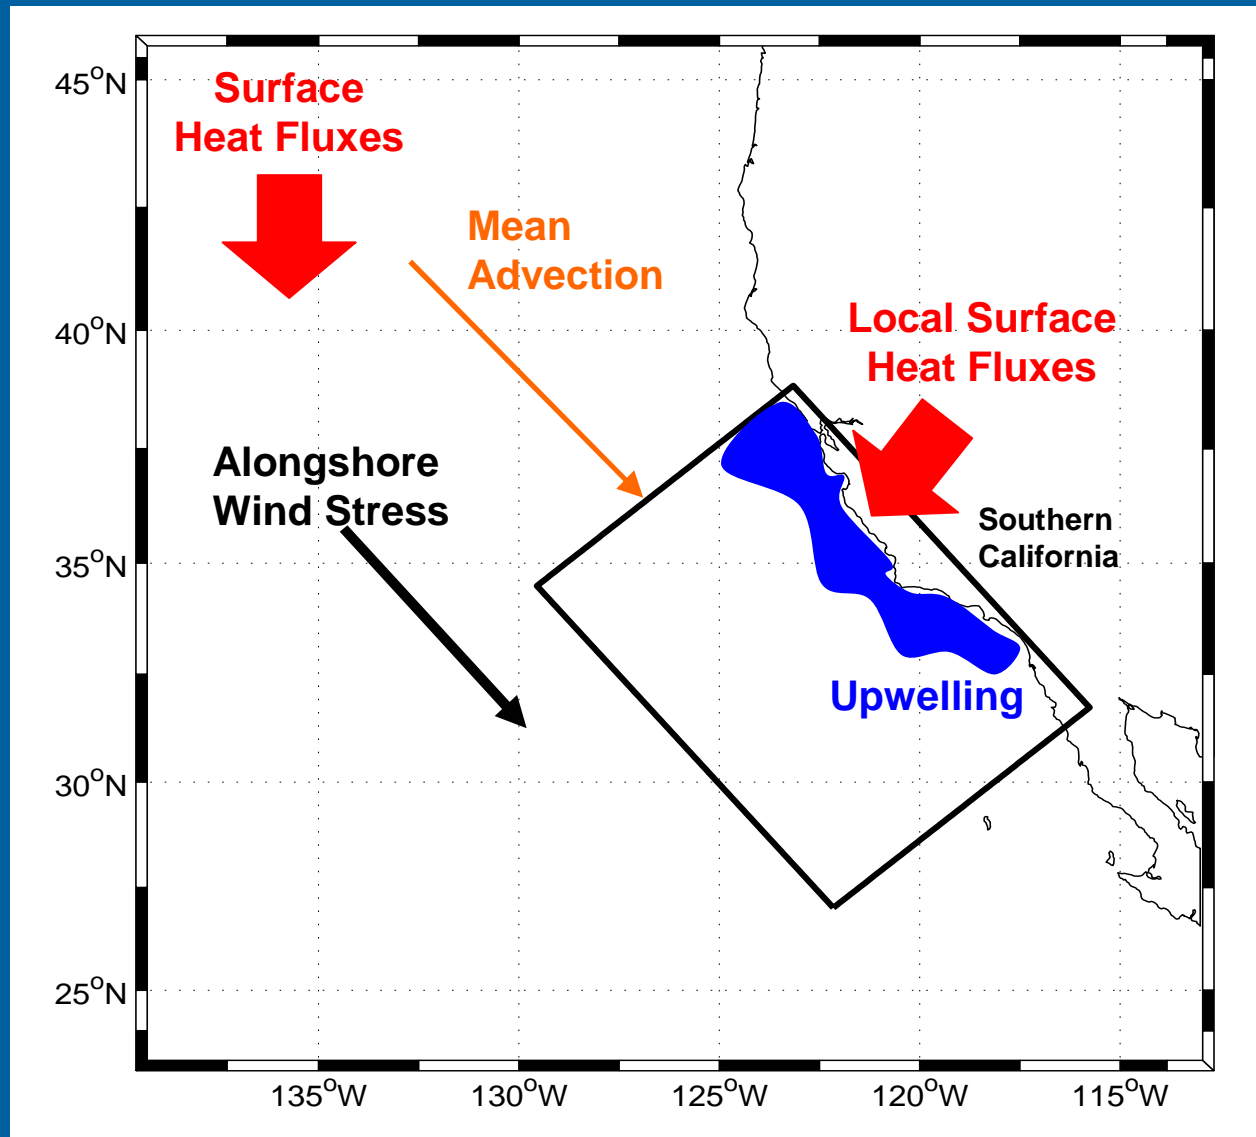 45°N
Surface
Heat Fluxes
Mean
Advection
40°N
Local Surface
Heat Fluxes
Alongshore
Wind Stress
Southern
California
35°N
Upwelling
30°N
25°N
135°W 130°W 125°W 120°W 115°W